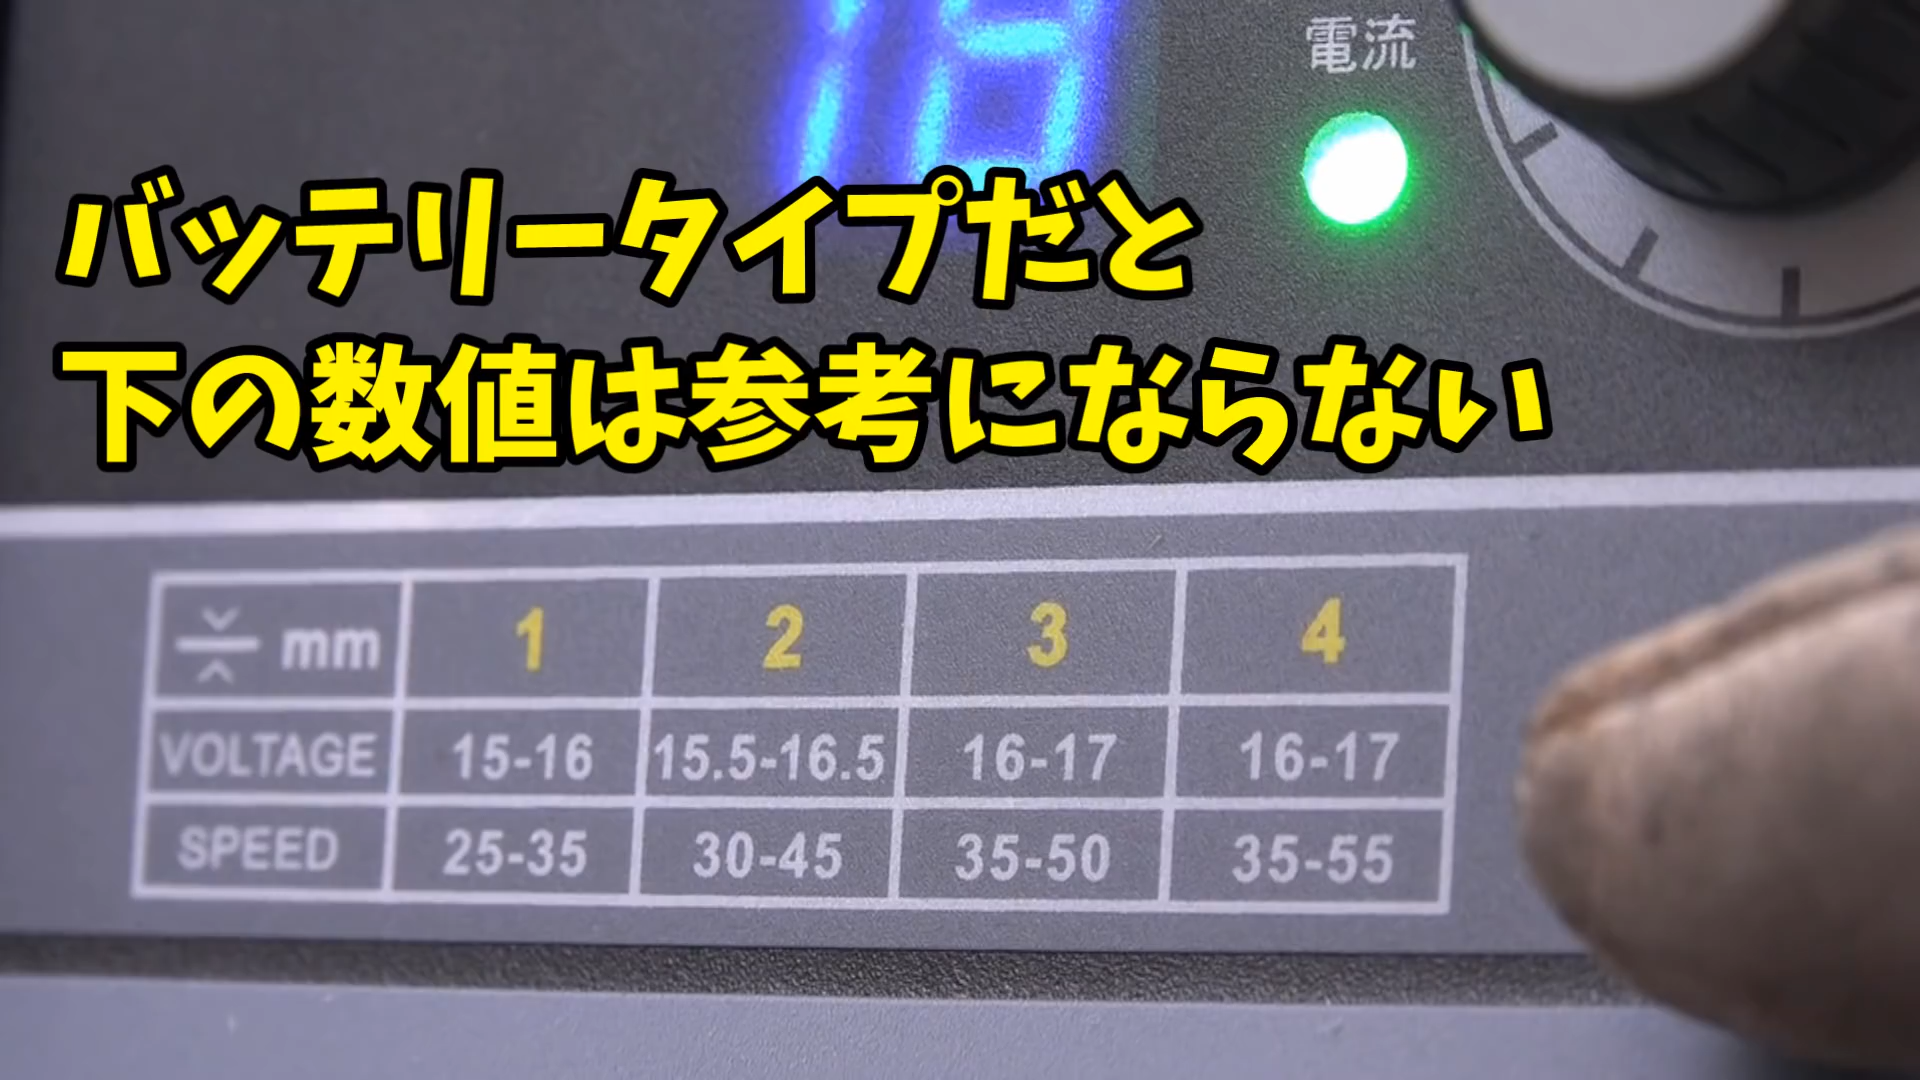 電流
バッテリータイプだと
下の数値は参考にならない
mm 1 2 3 4
VOLTAGE 15-16 15.5-16.5 16-17 16-17
SPEED 25-35 30-45 35-50 35-55